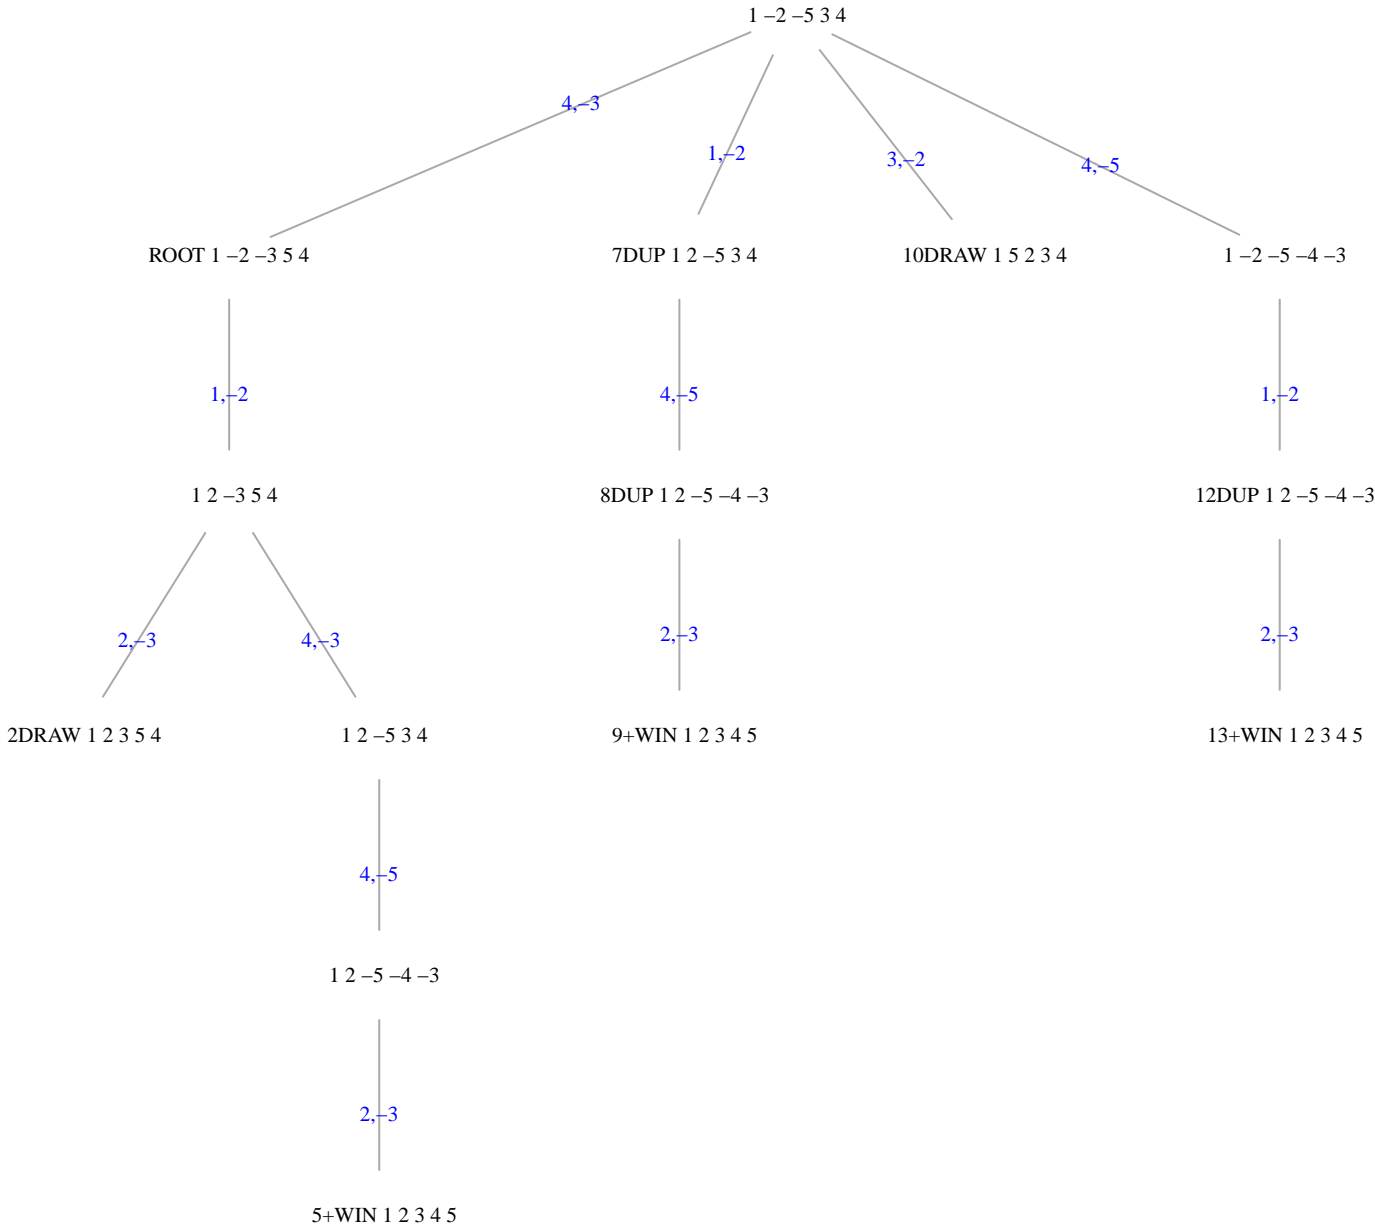 1 –2 –5 3 4
4,–3
1,–2
3,–2
4,–5
ROOT 1 –2 –3 5 4
7DUP 1 2 –5 3 4
10DRAW 1 5 2 3 4
1 –2 –5 –4 –3
1,–2
4,–5
1,–2
1 2 –3 5 4
8DUP 1 2 –5 –4 –3
12DUP 1 2 –5 –4 –3
2,–3
4,–3
2,–3
2,–3
2DRAW 1 2 3 5 4
1 2 –5 3 4
9+WIN 1 2 3 4 5
13+WIN 1 2 3 4 5
4,–5
1 2 –5 –4 –3
2,–3
5+WIN 1 2 3 4 5